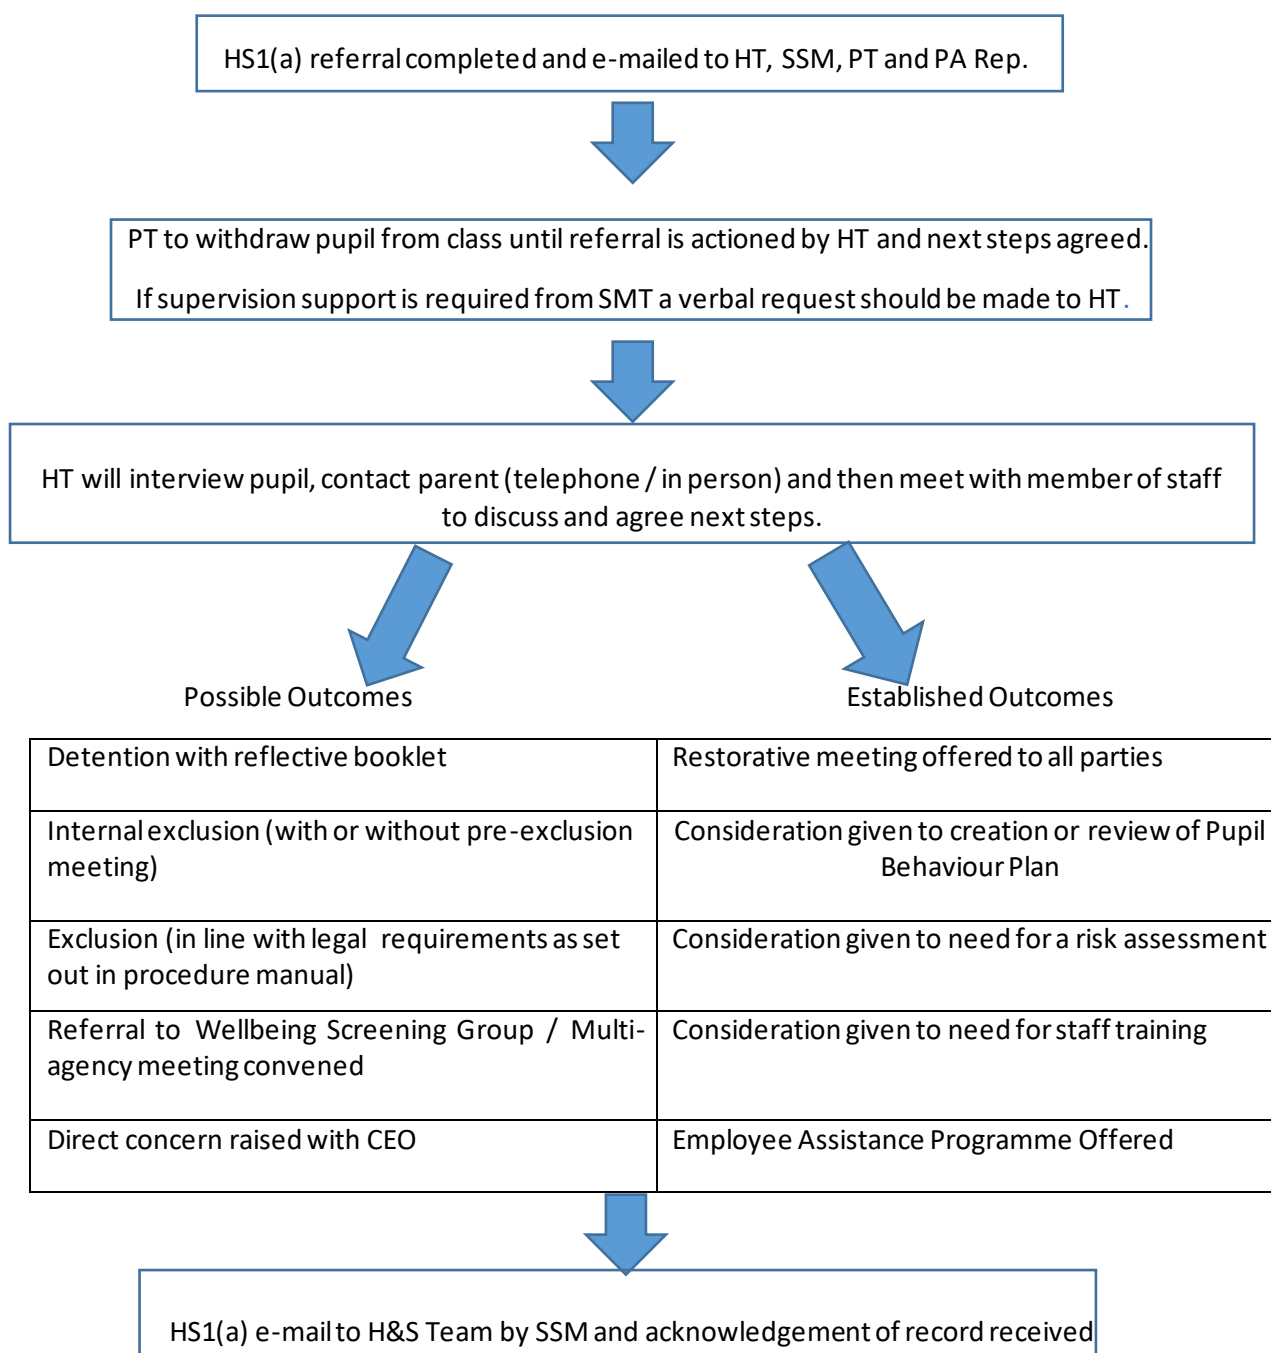 HS1(a) referral completed and e-mailed to HT, SSM, PT and PA Rep.
PT to withdraw pupil from class until referral is actioned by HT and next steps agreed.
If supervision support is required from SMT a verbal request should be made to HT.
HT will interview pupil, contact parent (telephone / in person) and then meet with member of staff
to discuss and agree next steps.
Possible Outcomes
Established Outcomes
Detention with reflective booklet
Restorative meeting offered to all parties
Internal exclusion (with or without pre-exclusion
meeting)
Consideration given to creation or review of Pupil
Behaviour Plan
Exclusion (in line with legal requirements as set
out in procedure manual)
Consideration given to need for a risk assessment
Referral to Wellbeing Screening Group / Multi-
agency meeting convened
Consideration given to need for staff training
Direct concern raised with CEO
Employee Assistance Programme Offered
HS1(a) e-mail to H&S Team by SSM and acknowledgement of record received